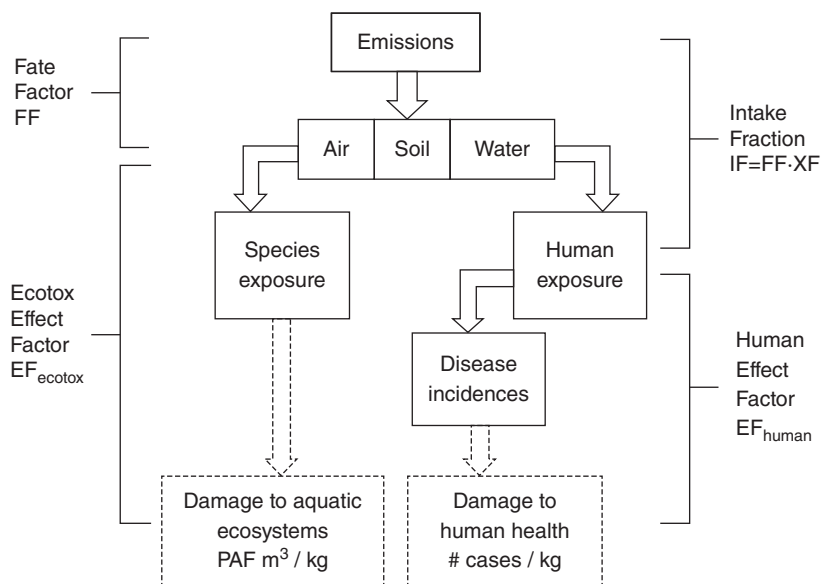 Emissions
Fate
Factor
FF
Intake
Fraction
IF=FF·XF
Air
Soil
Water
Species
exposure
Human
exposure
Ecotox
Effect
Factor
EFecotox
Disease
incidences
Human
Effect
Factor
EFhuman
Damage to aquatic
ecosystems
PAF m³ / kg
Damage to
human health
# cases / kg